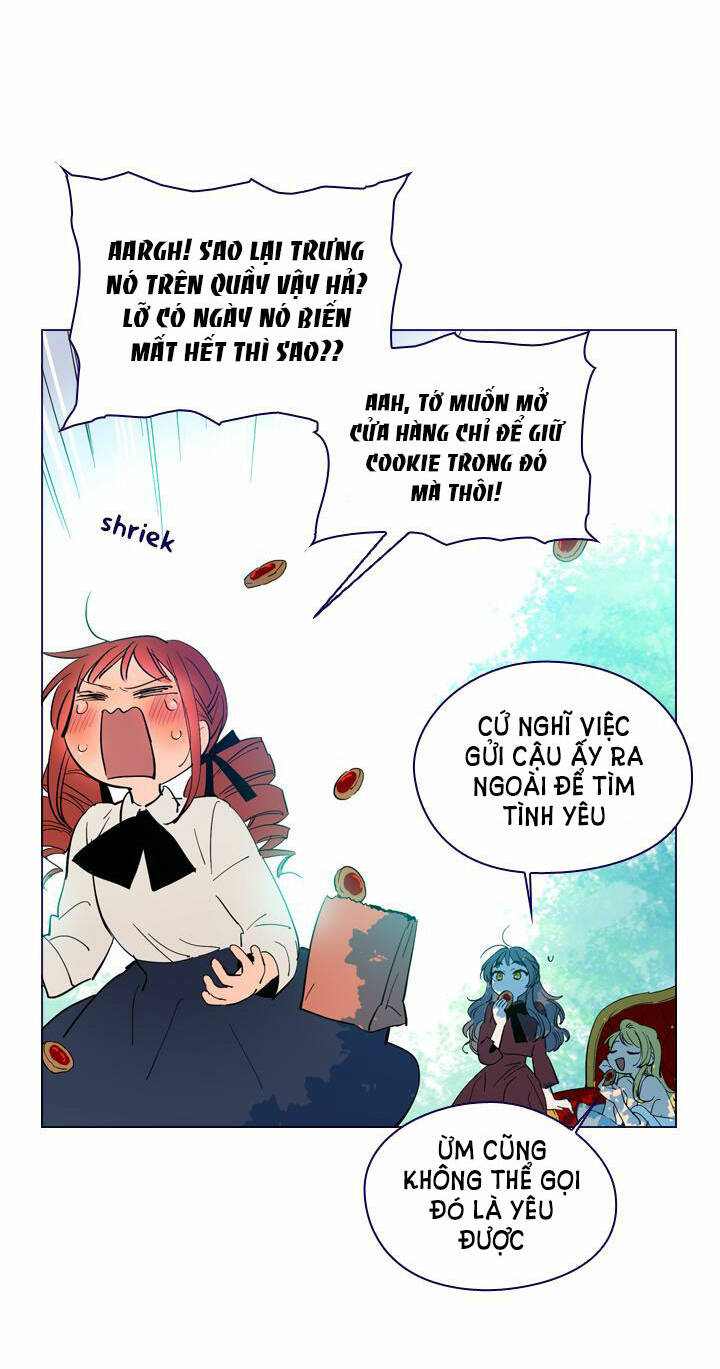 AARGH! SAO LẠI TRƯNG
NÓ TRÊN QUẦY VẬY HẢ?
LỠ CÓ NGÀY NÓ BIẾN
MẤT HẾT THÌ SAO??
AAH, TỚ MUỐN MỞ
CỬA HÀNG CHỈ ĐỂ GIỮ
COOKIE TRONG ĐÓ
MÀ THÔI!
shriek
CỨ NGHĨ VIỆC
GỬI CẬU ẤY RA
NGOÀI ĐỂ TÌM
TÌNH YÊU
ỪM CŨNG
KHÔNG THỂ GỌI
ĐÓ LÀ YÊU
ĐƯỢC